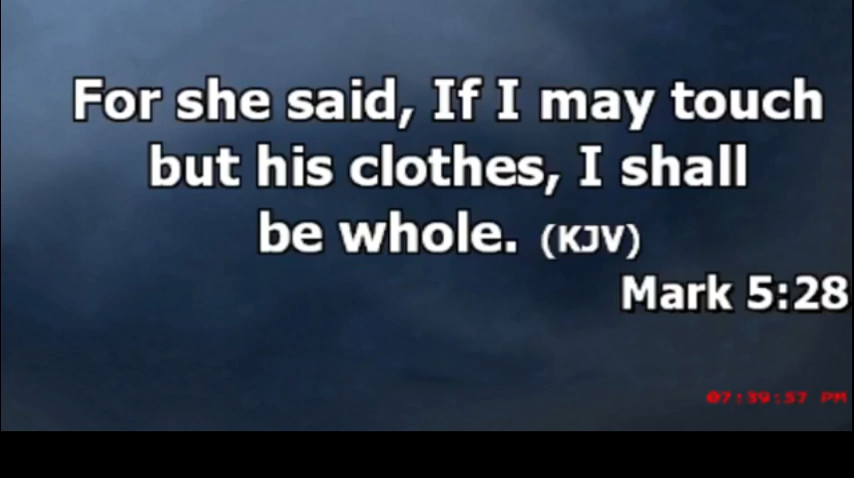 For she said, If I may touch
but his clothes, I shall
be whole. (KJV)
Mark 5:28
07:39:57 PM